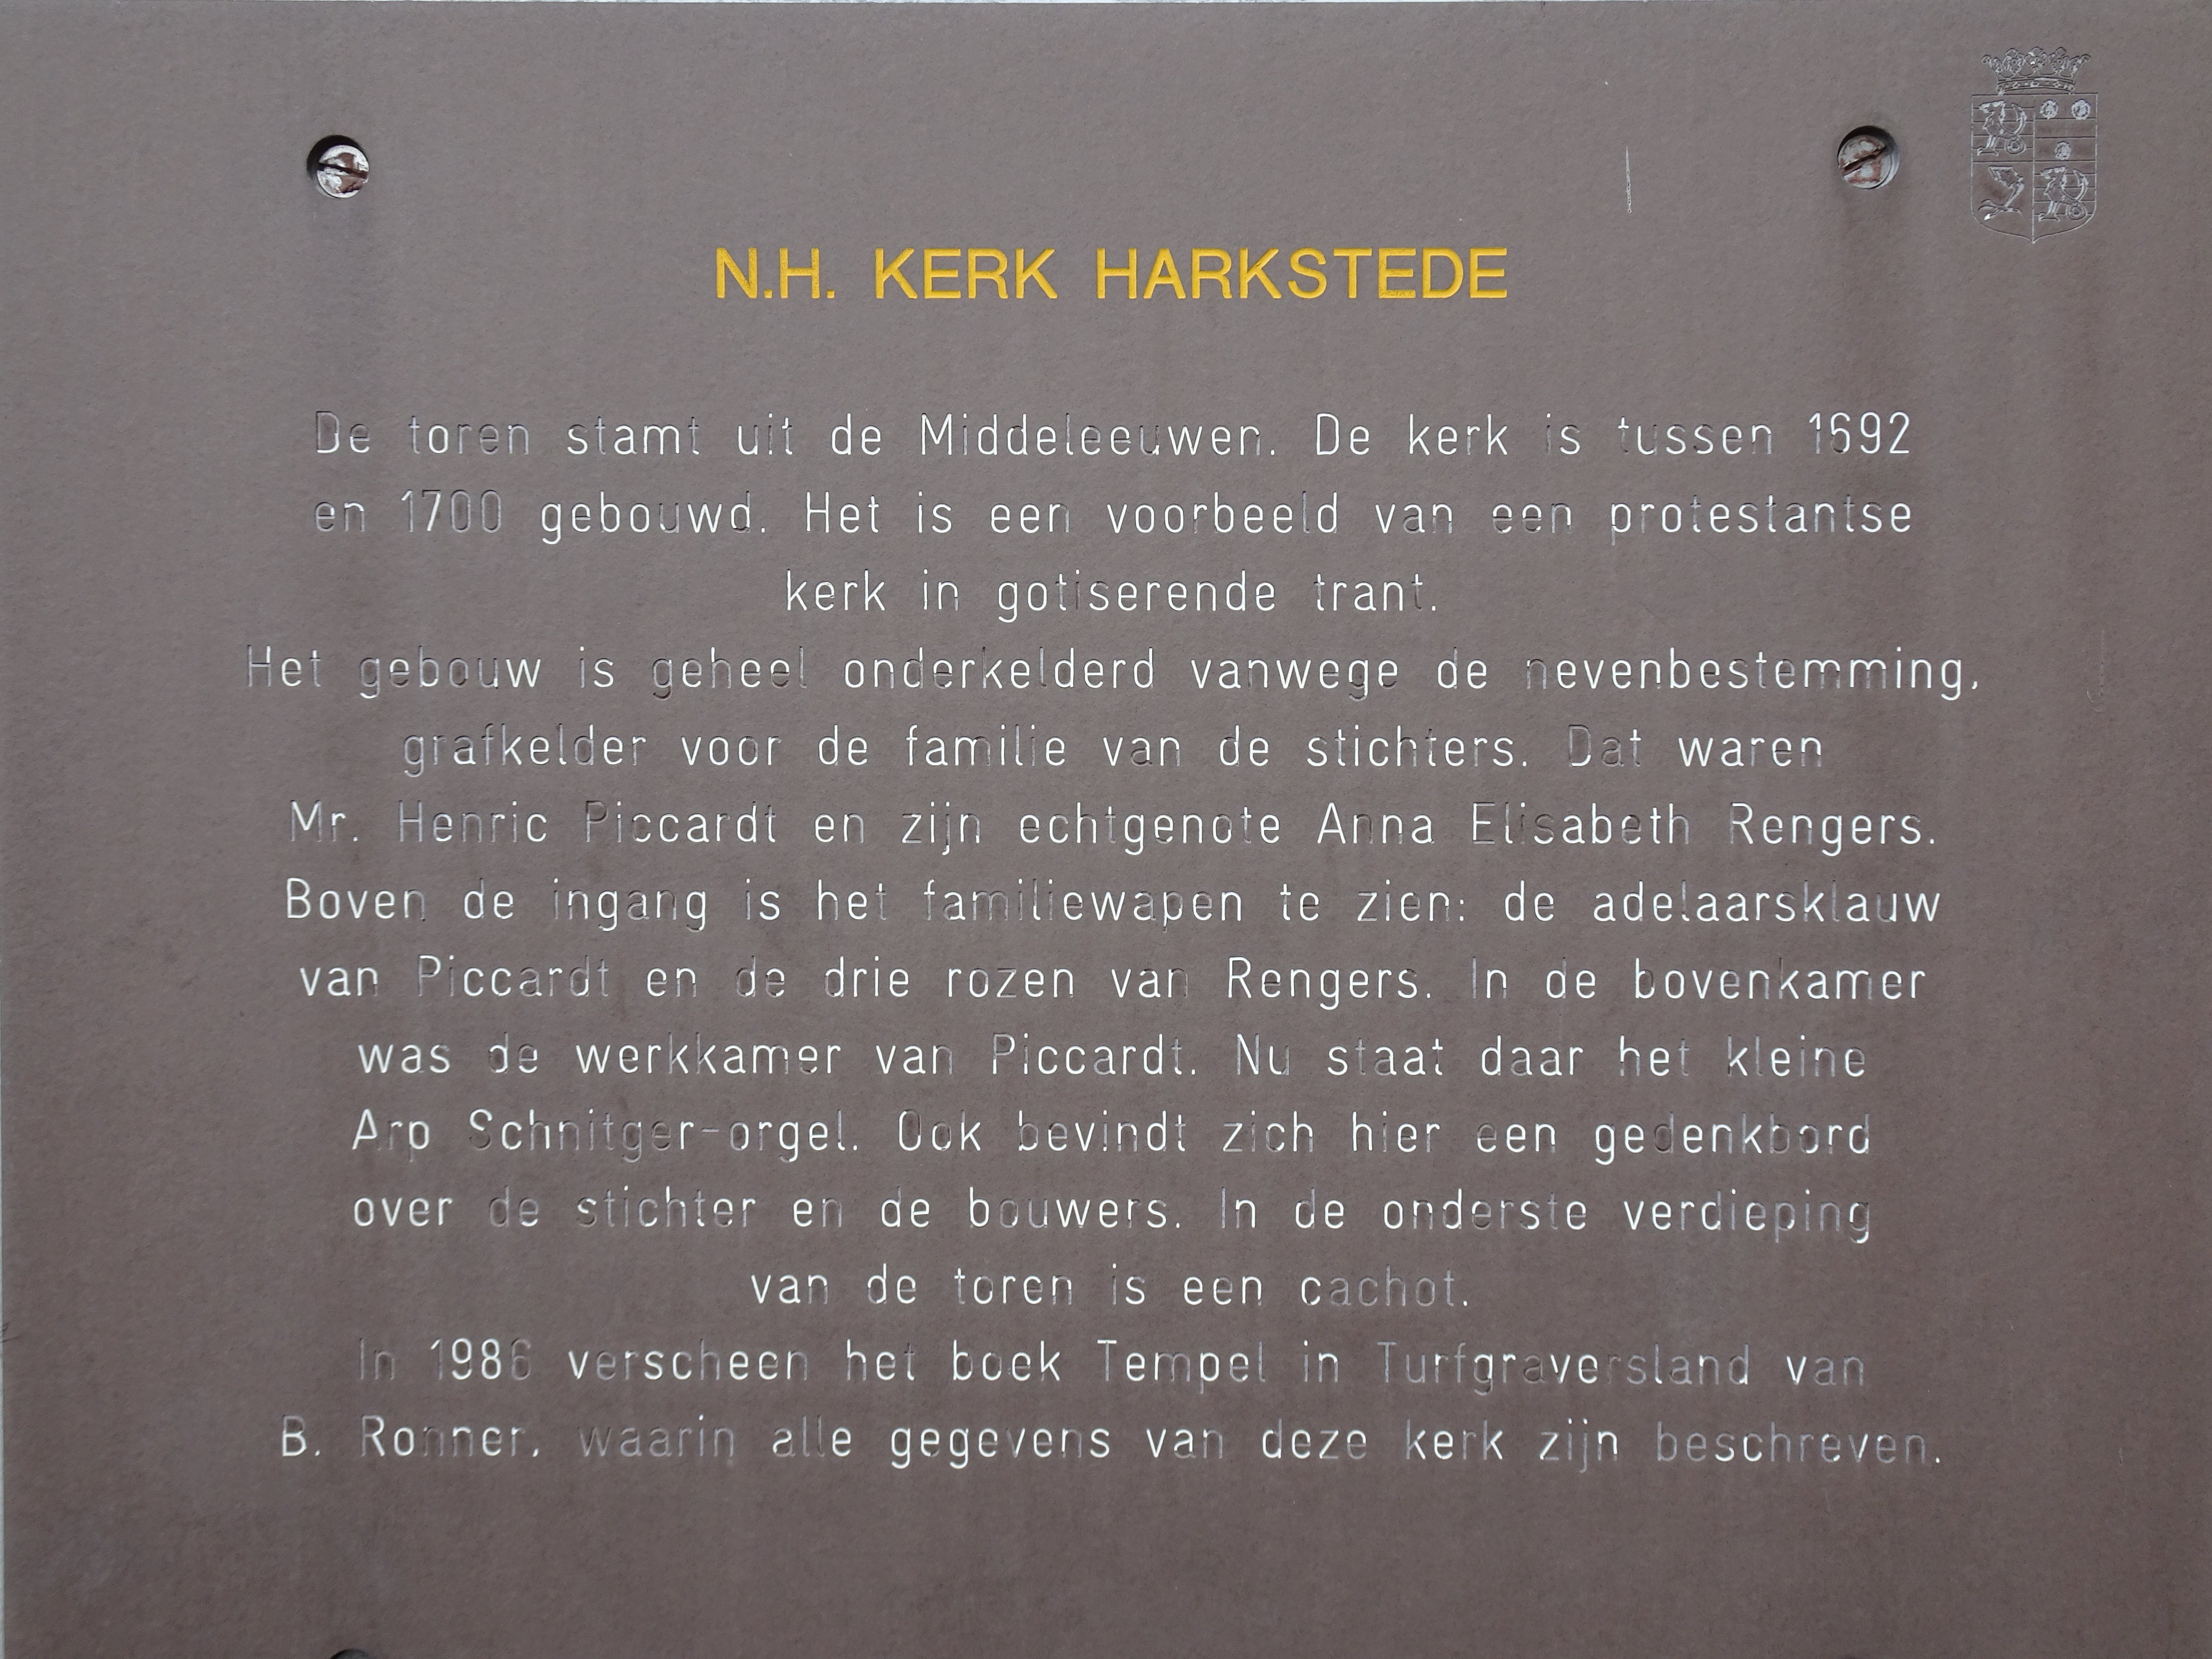 N.H. KERK HARKSTEDE
De toren stamt uit de Middeleeuwen. De kerk is tussen 1692
en 1700 gebouwd. Het is een voorbeeld van een protestantse
kerk in gotiserende trant.
Het gebouw is geheel onderkelderd vanwege de nevenbestemming,
grafkelder voor de familie van de stichters. Dat waren
Mr. Henric Piccardt en zijn echtgenote Anna Elisabeth Rengers.
Boven de ingang is het familiewapen te zien: de adelaarsklauw
van Piccardt en de drie rozen van Rengers. In de bovenkamer
was de werkkamer van Piccardt. Nu staat daar het kleine
Arp Schnitger-orgel. Ook bevindt zich hier een gedenkbord
over de stichter en de bouwers. In de onderste verdieping
van de toren is een cachot.
In 1986 verscheen het boek Tempel in Turfgraversland van
B. Ronner, waarin alle gegevens van deze kerk zijn beschreven.